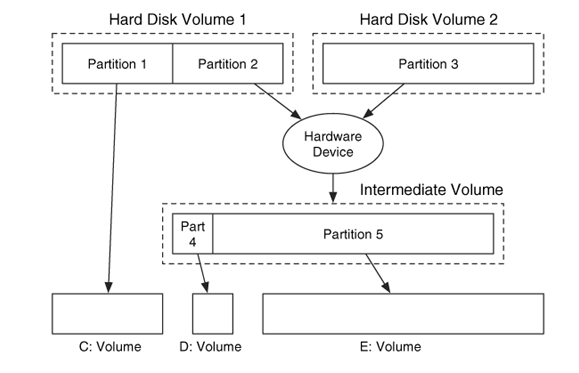 Hard Disk Volume 1
Hard Disk Volume 2
Partition 1
Partition 2
Partition 3
Hardware
Device
Intermediate Volume
Part
4
Partition 5
C: Volume
D: Volume
E: Volume